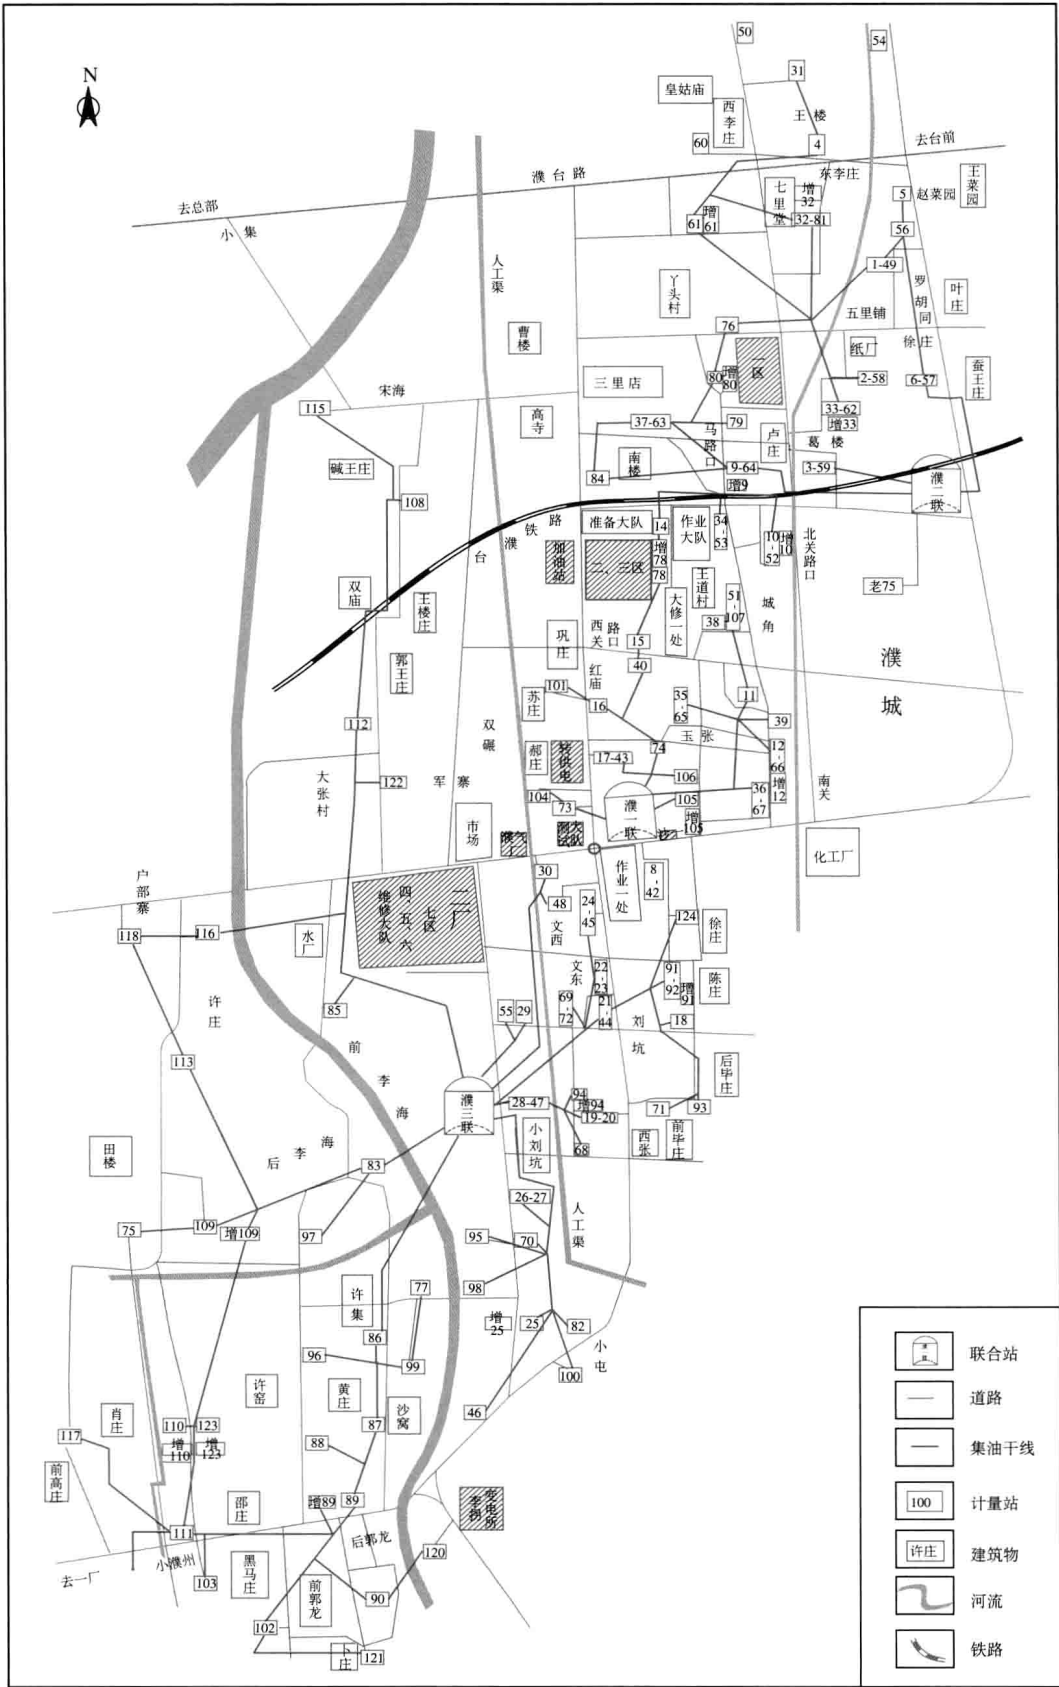 N
50
54
31
皇姑庙
西李庄
王楼
60
4
去台前
濮台路
东李庄
去总部
小集
七里堂
增32
32-81
5
赵菜园
王菜园
61
增61
56
人工渠
1-49
罗胡同
叶庄
丫头村
五里铺
曹楼
76
纸厂
徐庄
一区
三里店
80
增80
2-58
6-57
蚕王庄
宋海
115
高寺
37-63
79
马路口
33-62
增33
卢庄
葛楼
碱王庄
南楼
84
9-64
增9
3-59
濮二联
108
台濮铁路
准备大队
14
作业大队
34-53
10-52
增10
北关路口
加油站
二、三区
增78
78
王道村
老75
双庙
王楼庄
大修一处
51-107
38
城角
巩庄
西关路口
15
40
濮城
郭王庄
红庙
101
苏庄
16
35-65
11
39
112
双碾
玉张
74
12-66
增12
郝庄
转供电
17-43
106
大张村
122
军寨
104
73
濮一联
105
增105
36-67
南关
市场
测试大队
化工厂
户部寨
30
作业一处
8-42
二厂
四、五、六、七区
维修大队
48
文西
24-45
124
徐庄
118
116
水厂
文东
22-23
91-92
增91
陈庄
许庄
85
55
29
69-72
21-44
刘坑
18
113
前李海
后毕庄
濮三联
28-47
94
增94
19-20
71
93
田楼
后李海
小刘坑
68
西张
前毕庄
83
26-27
人工渠
75
109
增109
97
95
70
98
许集
77
增25
25
82
86
小屯
96
99
100
许窑
黄庄
肖庄
沙窝
46
117
110
123
增110
增123
87
88
前高庄
邵庄
增89
89
李拐变电所
111
后郭龙
120
小濮州
去一厂
103
黑马庄
前郭龙
90
102
卞庄
121
联合站
道路
集油干线
100
计量站
许庄
建筑物
河流
铁路